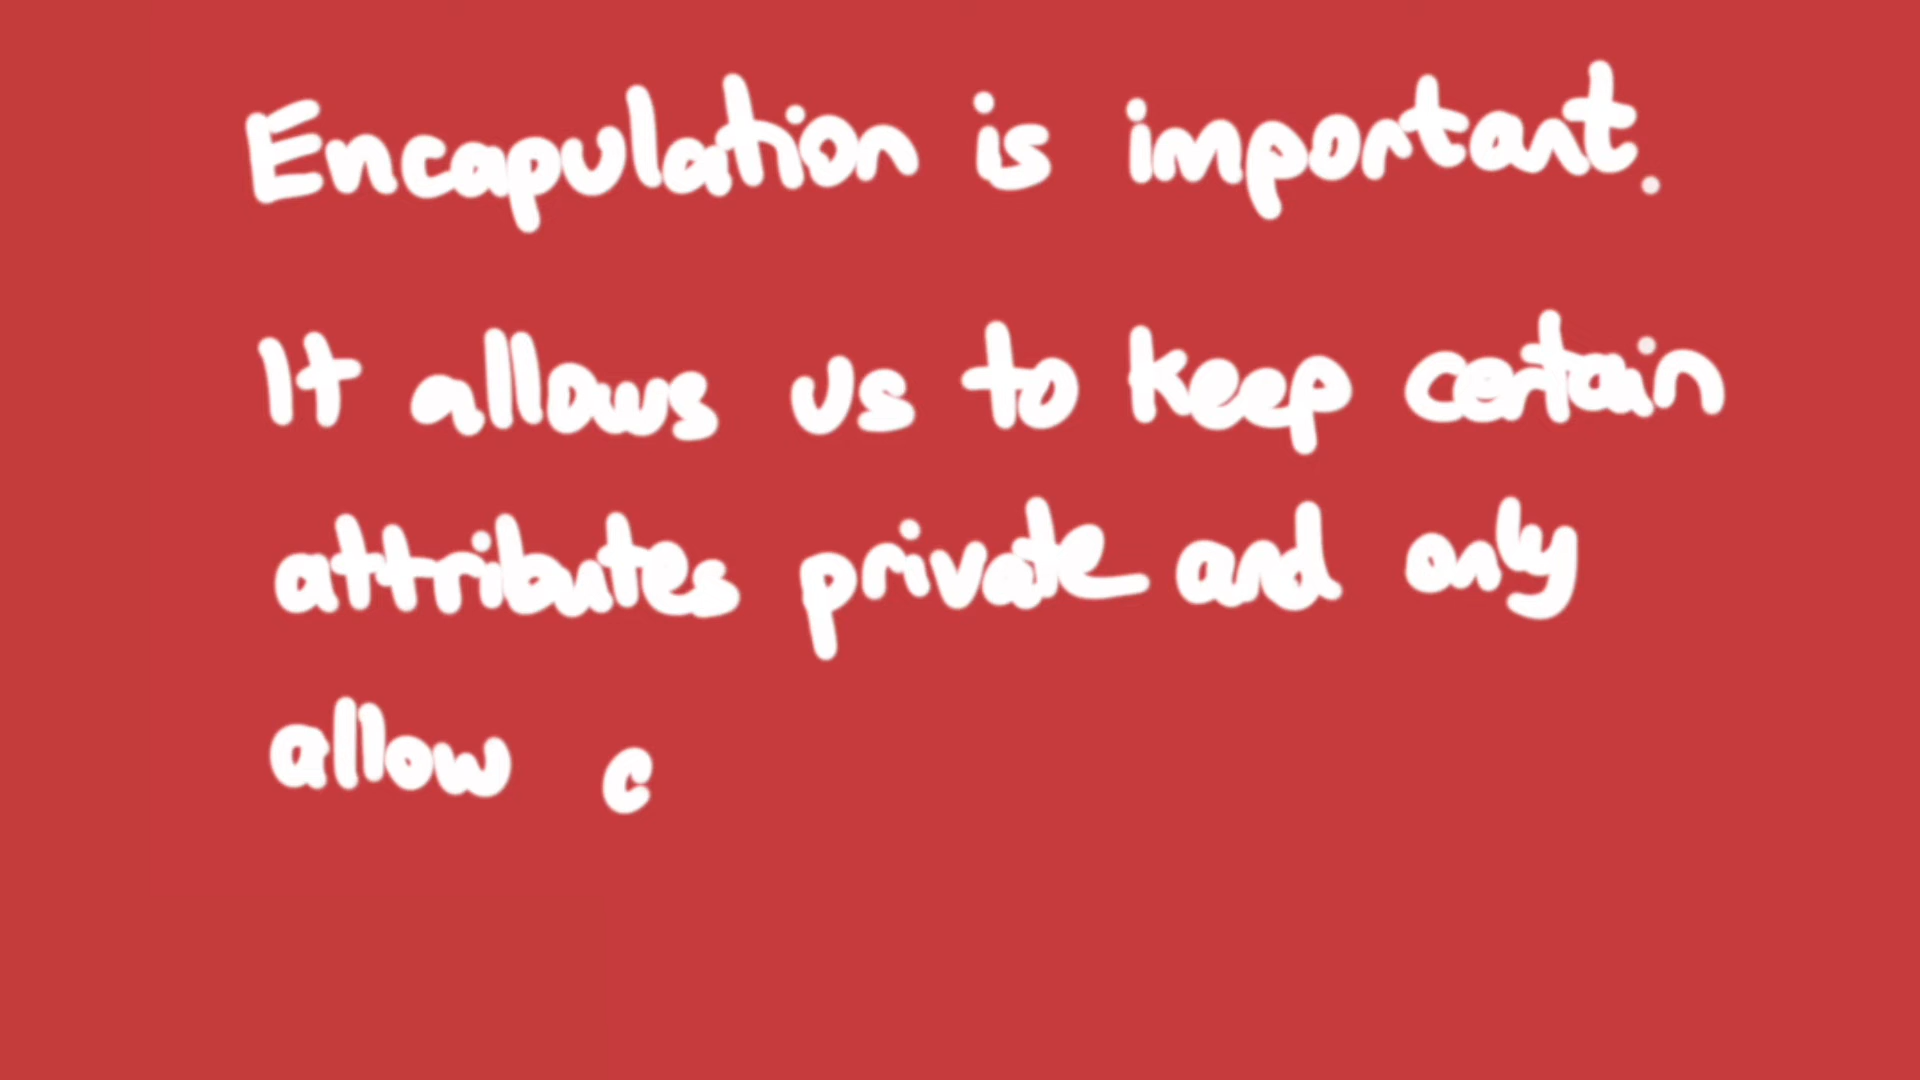 Encapulation is important.
It allows us to keep certain
attributes private and only
allow c